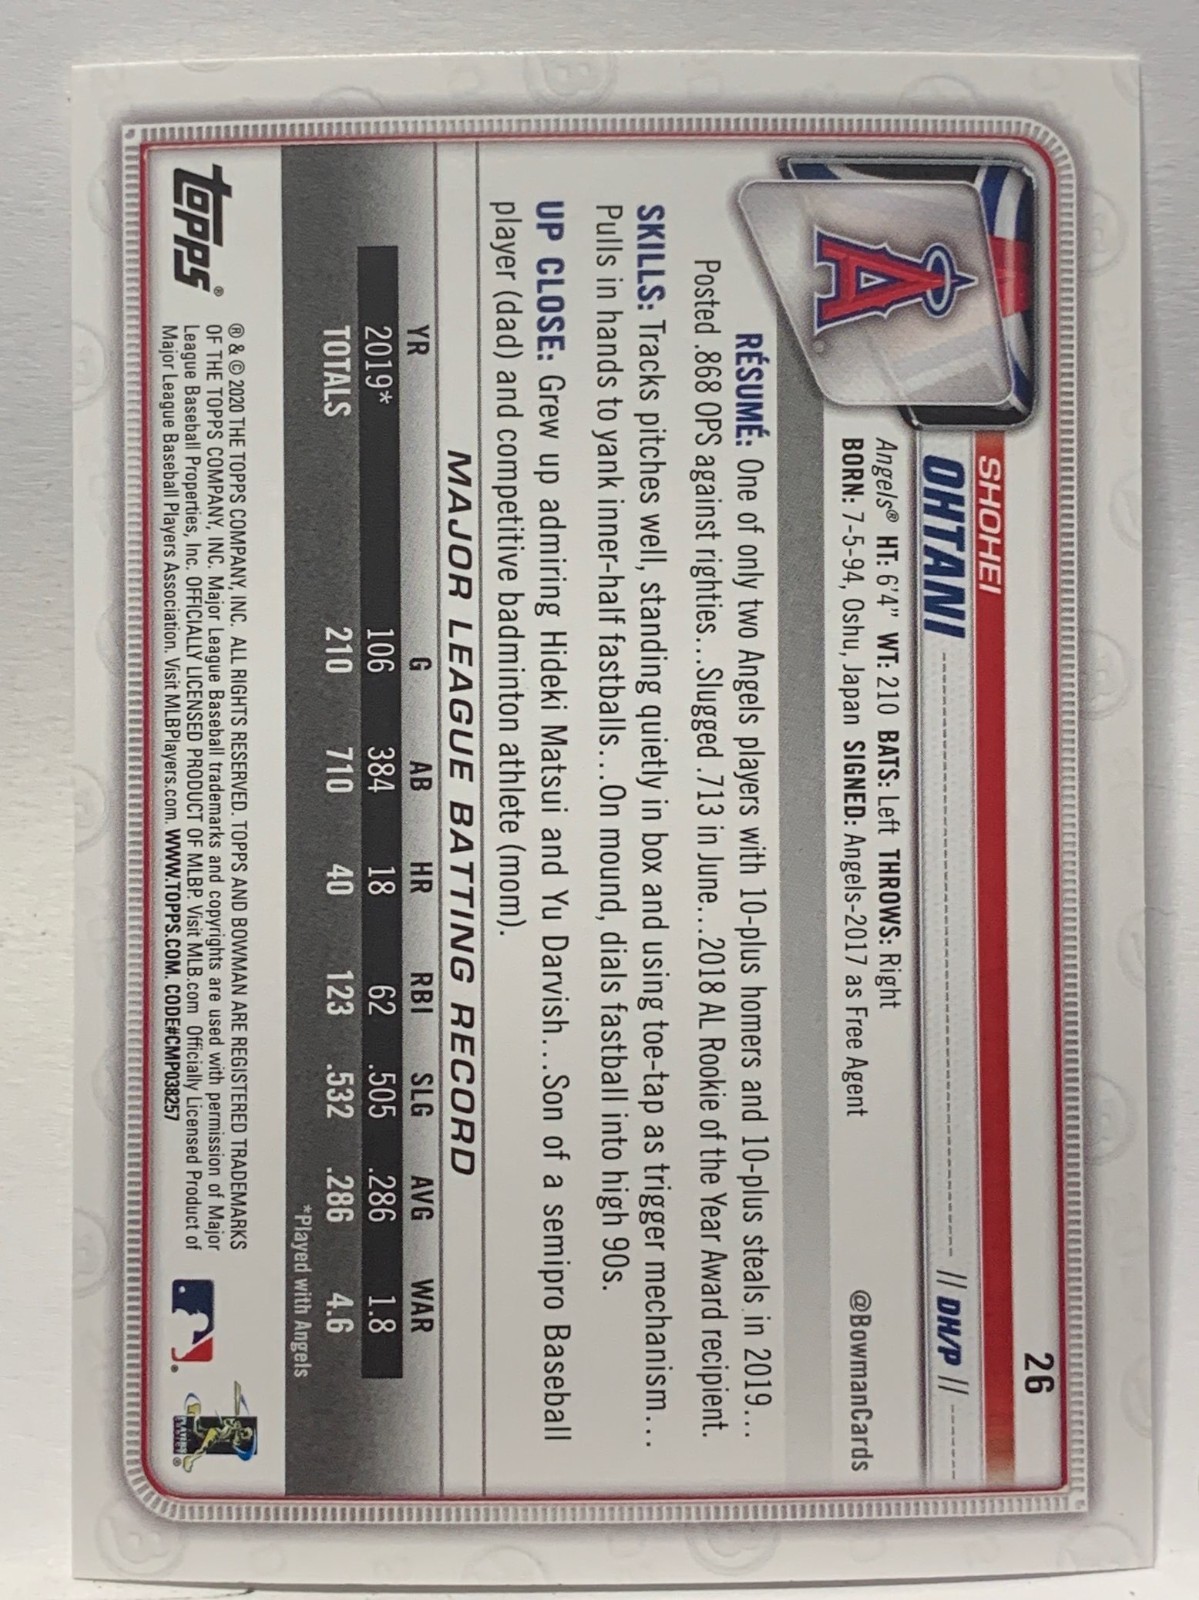 26
SHOHEI
OHTANI // DH/P //
Angels® HT: 6'4" WT: 210 BATS: Left THROWS: Right
BORN: 7-5-94, Oshu, Japan SIGNED: Angels-2017 as Free Agent
@BowmanCards
A
RÉSUMÉ: One of only two Angels players with 10-plus homers and 10-plus steals in 2019...
Posted .868 OPS against righties...Slugged .713 in June...2018 AL Rookie of the Year Award recipient.
SKILLS: Tracks pitches well, standing quietly in box and using toe-tap as trigger mechanism...
Pulls in hands to yank inner-half fastballs...On mound, dials fastball into high 90s.
UP CLOSE: Grew up admiring Hideki Matsui and Yu Darvish...Son of a semipro Baseball
player (dad) and competitive badminton athlete (mom).
MAJOR LEAGUE BATTING RECORD
YR G AB HR RBI SLG AVG WAR
2019* 106 384 18 62 .505 .286 1.8
TOTALS 210 710 40 123 .532 .286 4.6
*Played with Angels
topps®
® & © 2020 THE TOPPS COMPANY, INC. ALL RIGHTS RESERVED. TOPPS AND BOWMAN ARE REGISTERED TRADEMARKS
OF THE TOPPS COMPANY, INC. Major League Baseball trademarks and copyrights are used with permission of Major
League Baseball Properties, Inc. OFFICIALLY LICENSED PRODUCT OF MLBP. Visit MLB.com Officially Licensed Product of
Major League Baseball Players Association. Visit MLBPlayers.com. WWW.TOPPS.COM. CODE#CMP038257